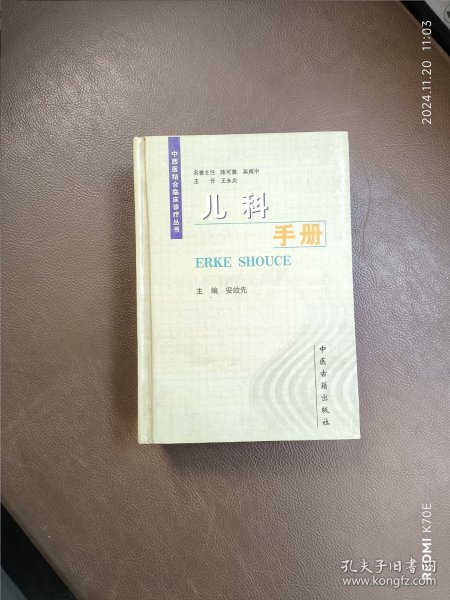 2024.11.20 11:03
中西医结合临床诊疗丛书
名誉主任 陈可冀 吴咸中
主 任 王永炎
儿科
手册
ERKE SHOUCE
主 编 安效先
中医古籍出版社
REDMI K70E
孔夫子旧书网
www.kongfz.com